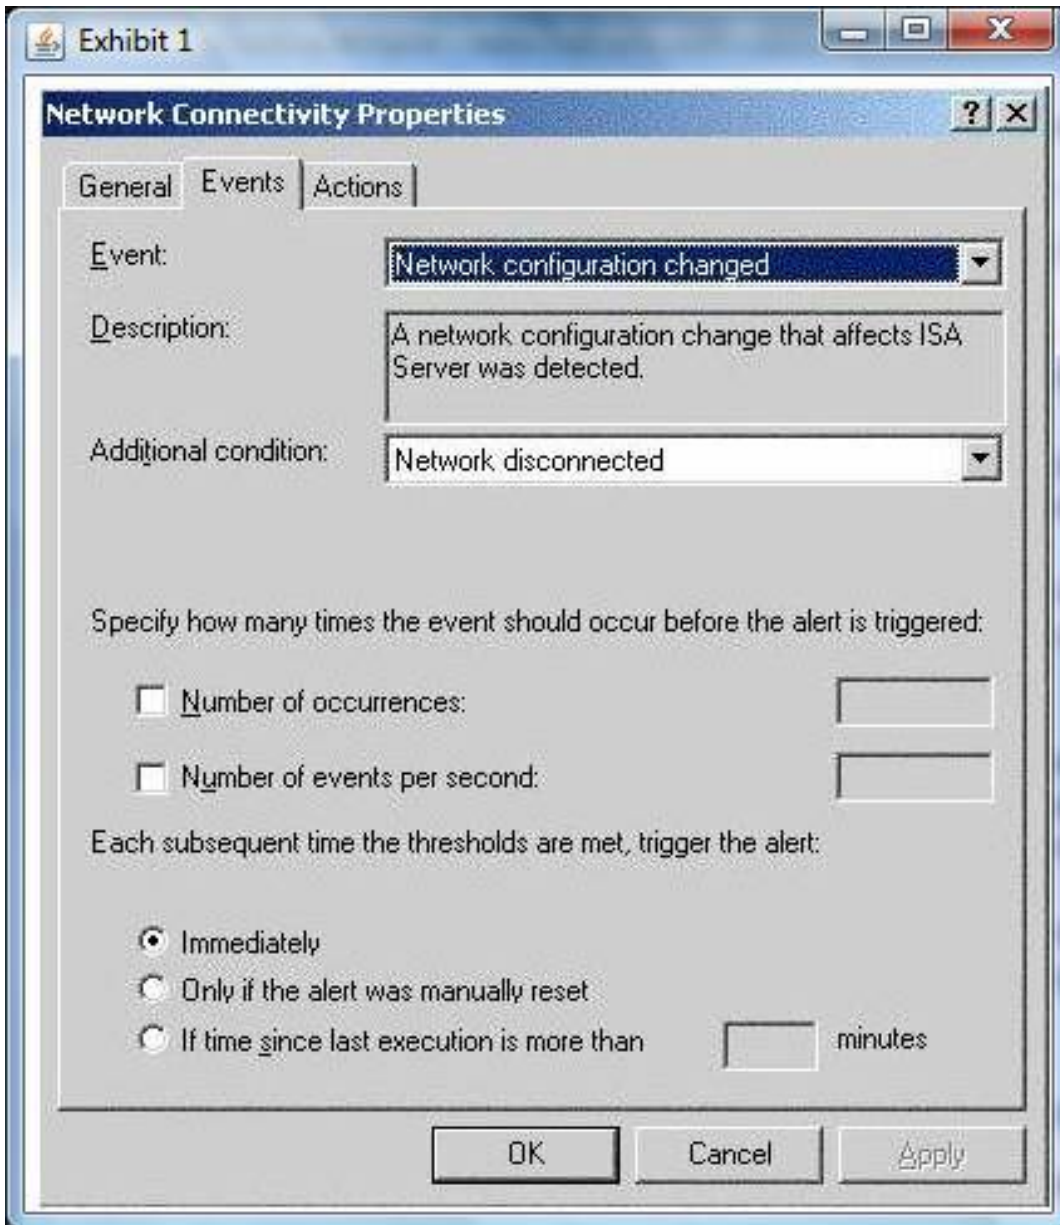 Exhibit 1
Network Connectivity Properties
General Events Actions
Event: Network configuration changed
Description: A network configuration change that affects ISA
Server was detected.
Additional condition: Network disconnected
Specify how many times the event should occur before the alert is triggered:
Number of occurrences:
Number of events per second:
Each subsequent time the thresholds are met, trigger the alert:
Immediately
Only if the alert was manually reset
If time since last execution is more than minutes
OK Cancel Apply